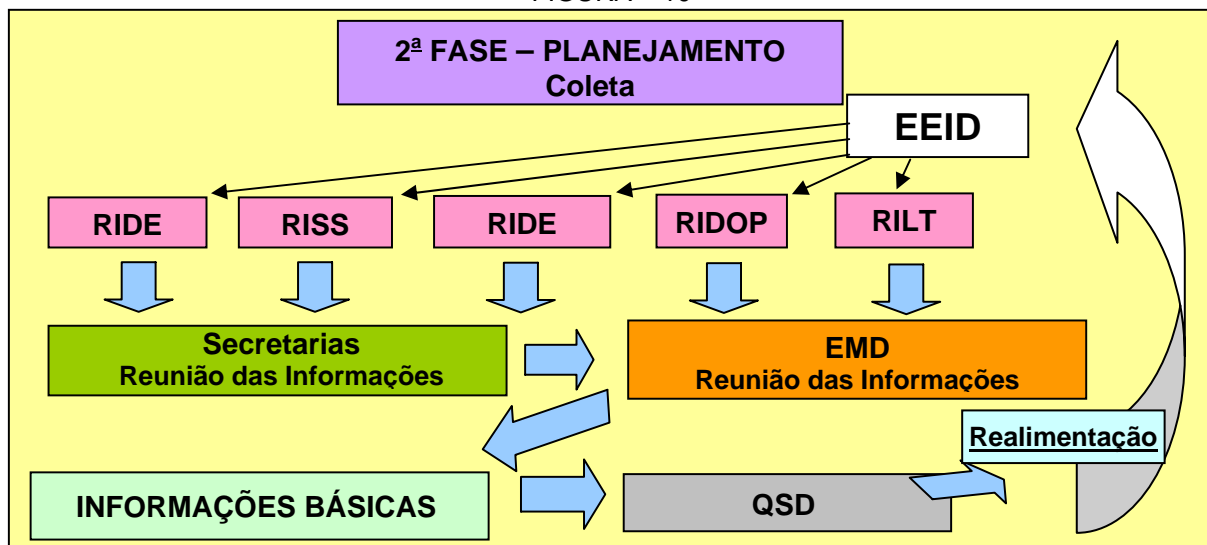 2ª FASE – PLANEJAMENTO
Coleta
EEID
RIDE
RISS
RIDE
RIDOP
RILT
Secretarias
Reunião das Informações
EMD
Reunião das Informações
Realimentação
INFORMAÇÕES BÁSICAS
QSD